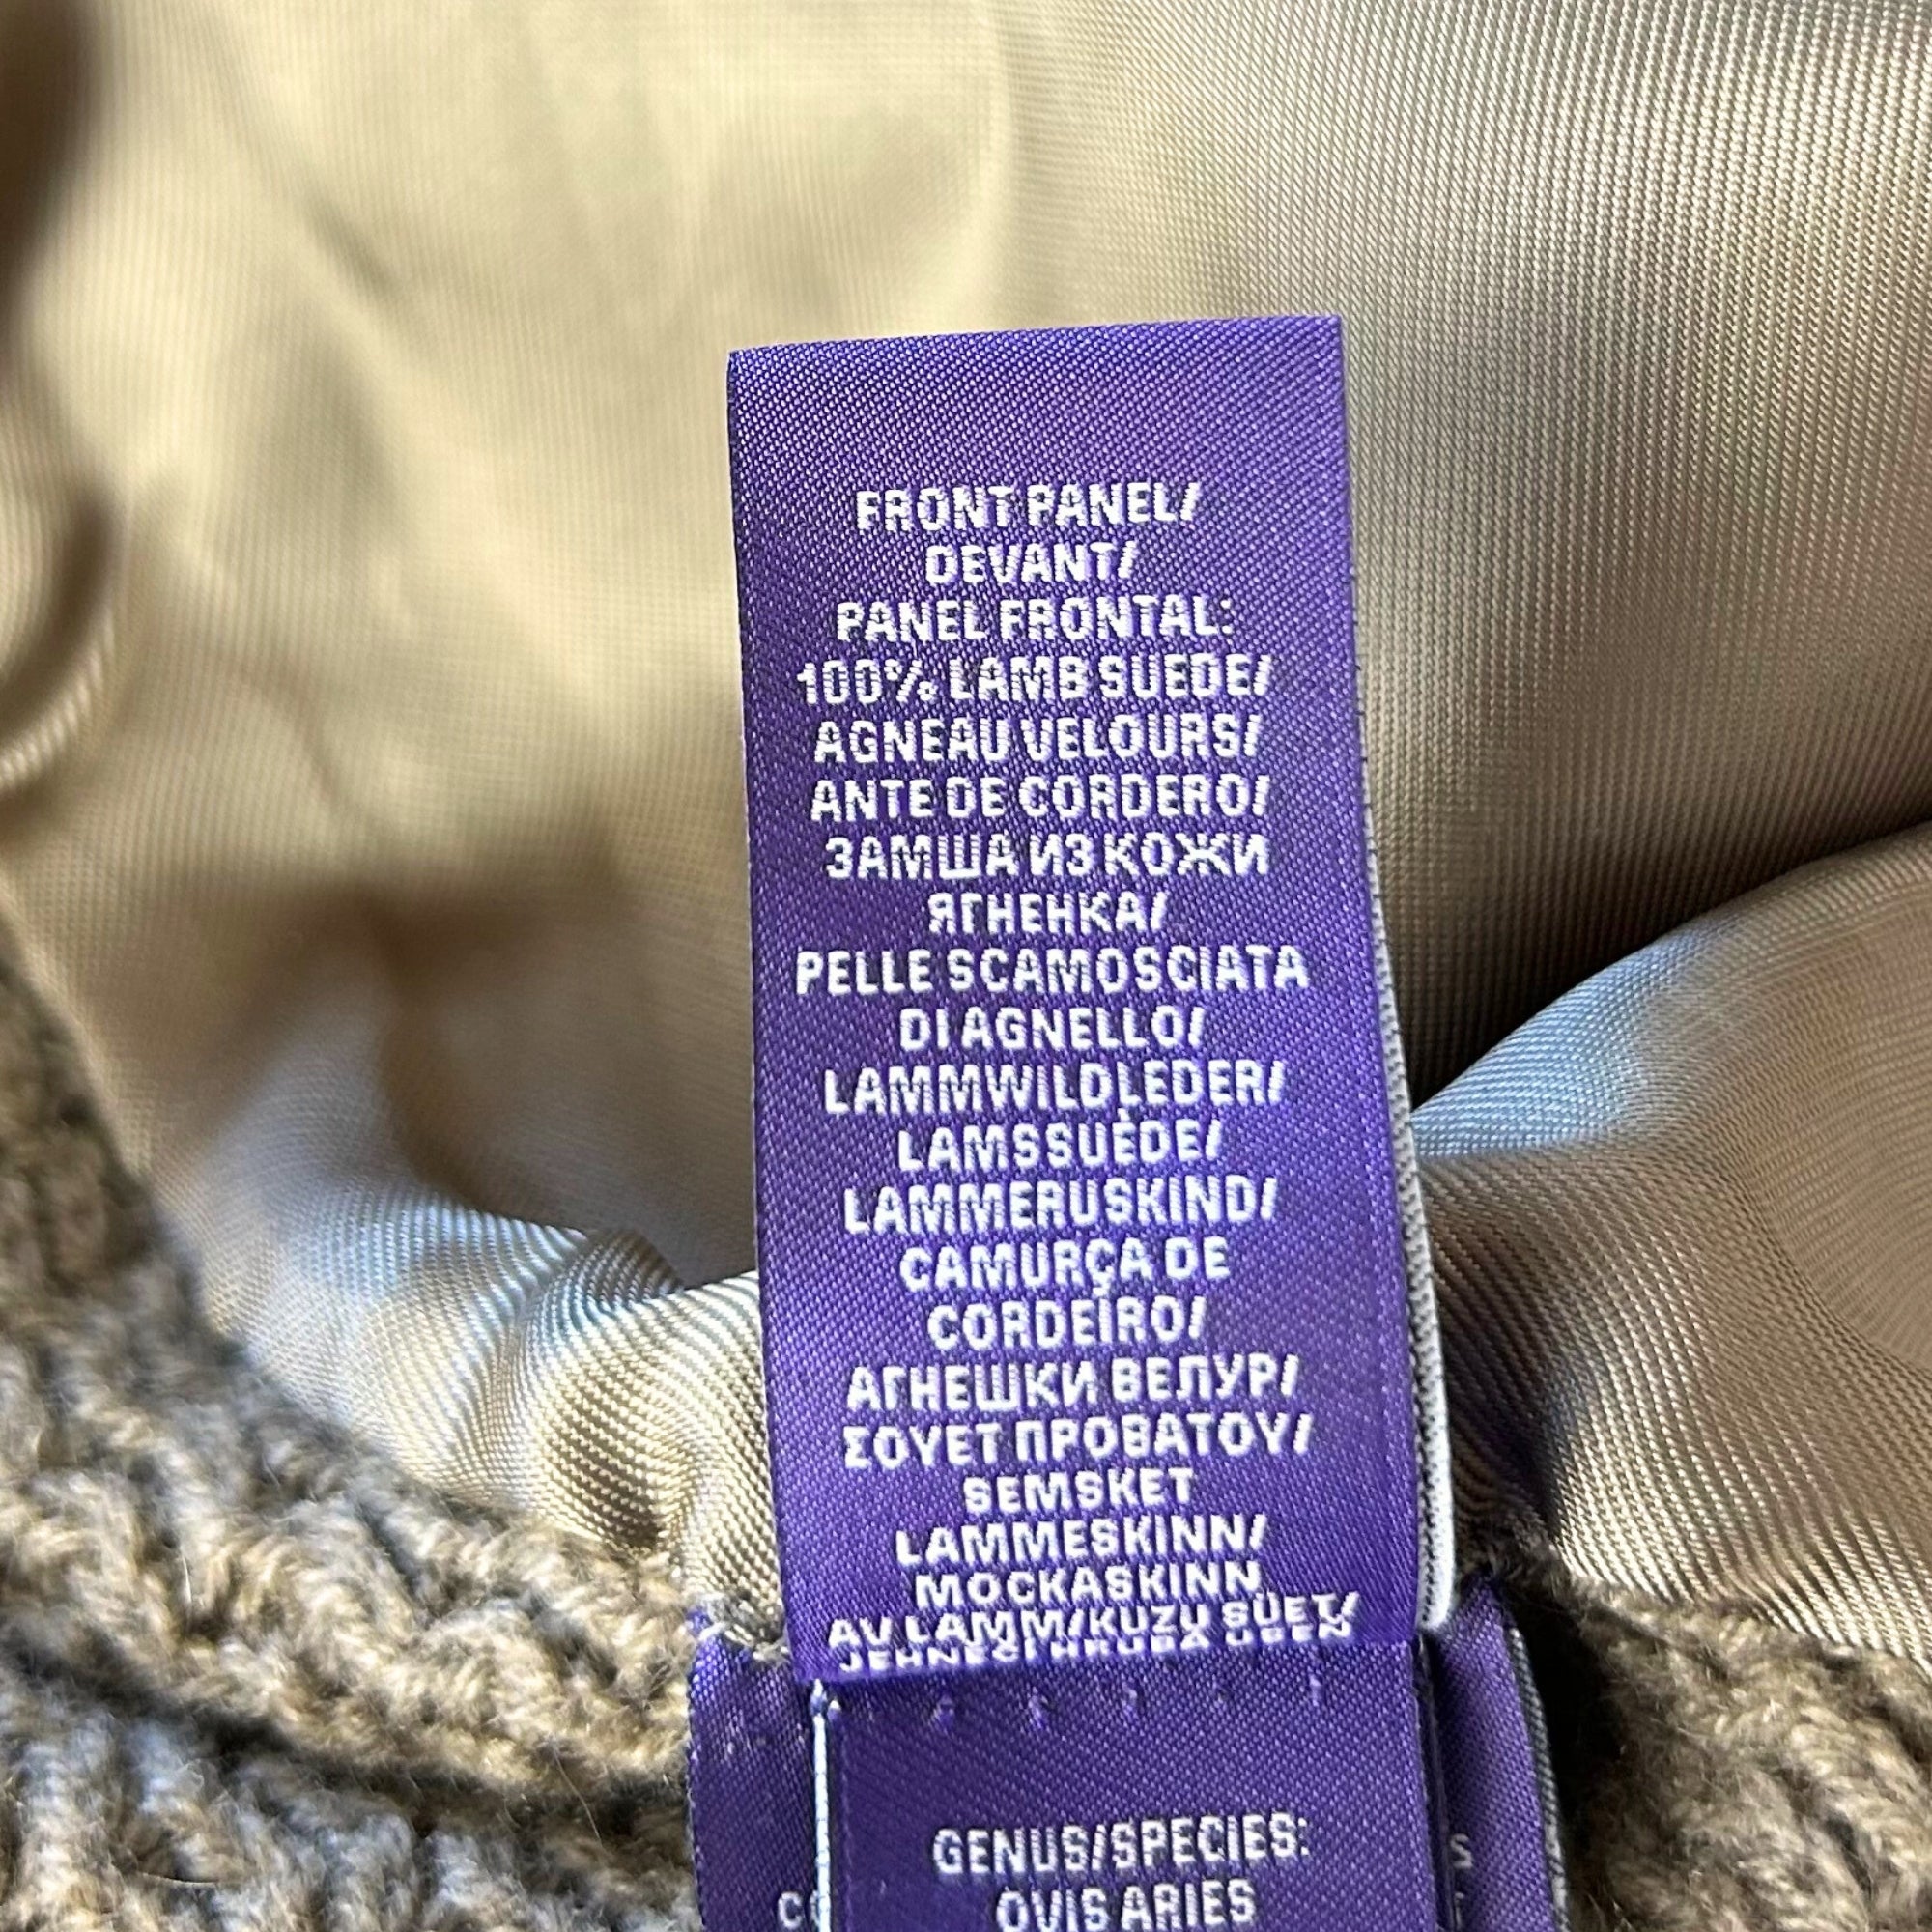 FRONT PANEL/
DEVANT/
PANEL FRONTAL:
100% LAMB SUEDE/
AGNEAU VELOURS/
ANTE DE CORDERO/
ЗАМША ИЗ КОЖИ
ЯГНЕНКА/
PELLE SCAMOSCIATA
DI AGNELLO/
LAMMWILDLEDER/
LAMSSUÈDE/
LAMMERUSKIND/
CAMURÇA DE
CORDEIRO/
АГНЕШКИ ВЕЛУР/
ΣΟΥΕΤ ΠΡΟΒΑΤΟΥ/
SEMSKET
LAMMESKINN/
MOCKASKINN
AV LAMM/KUZU SÜET/
GENUS/SPECIES:
OVIS ARIES